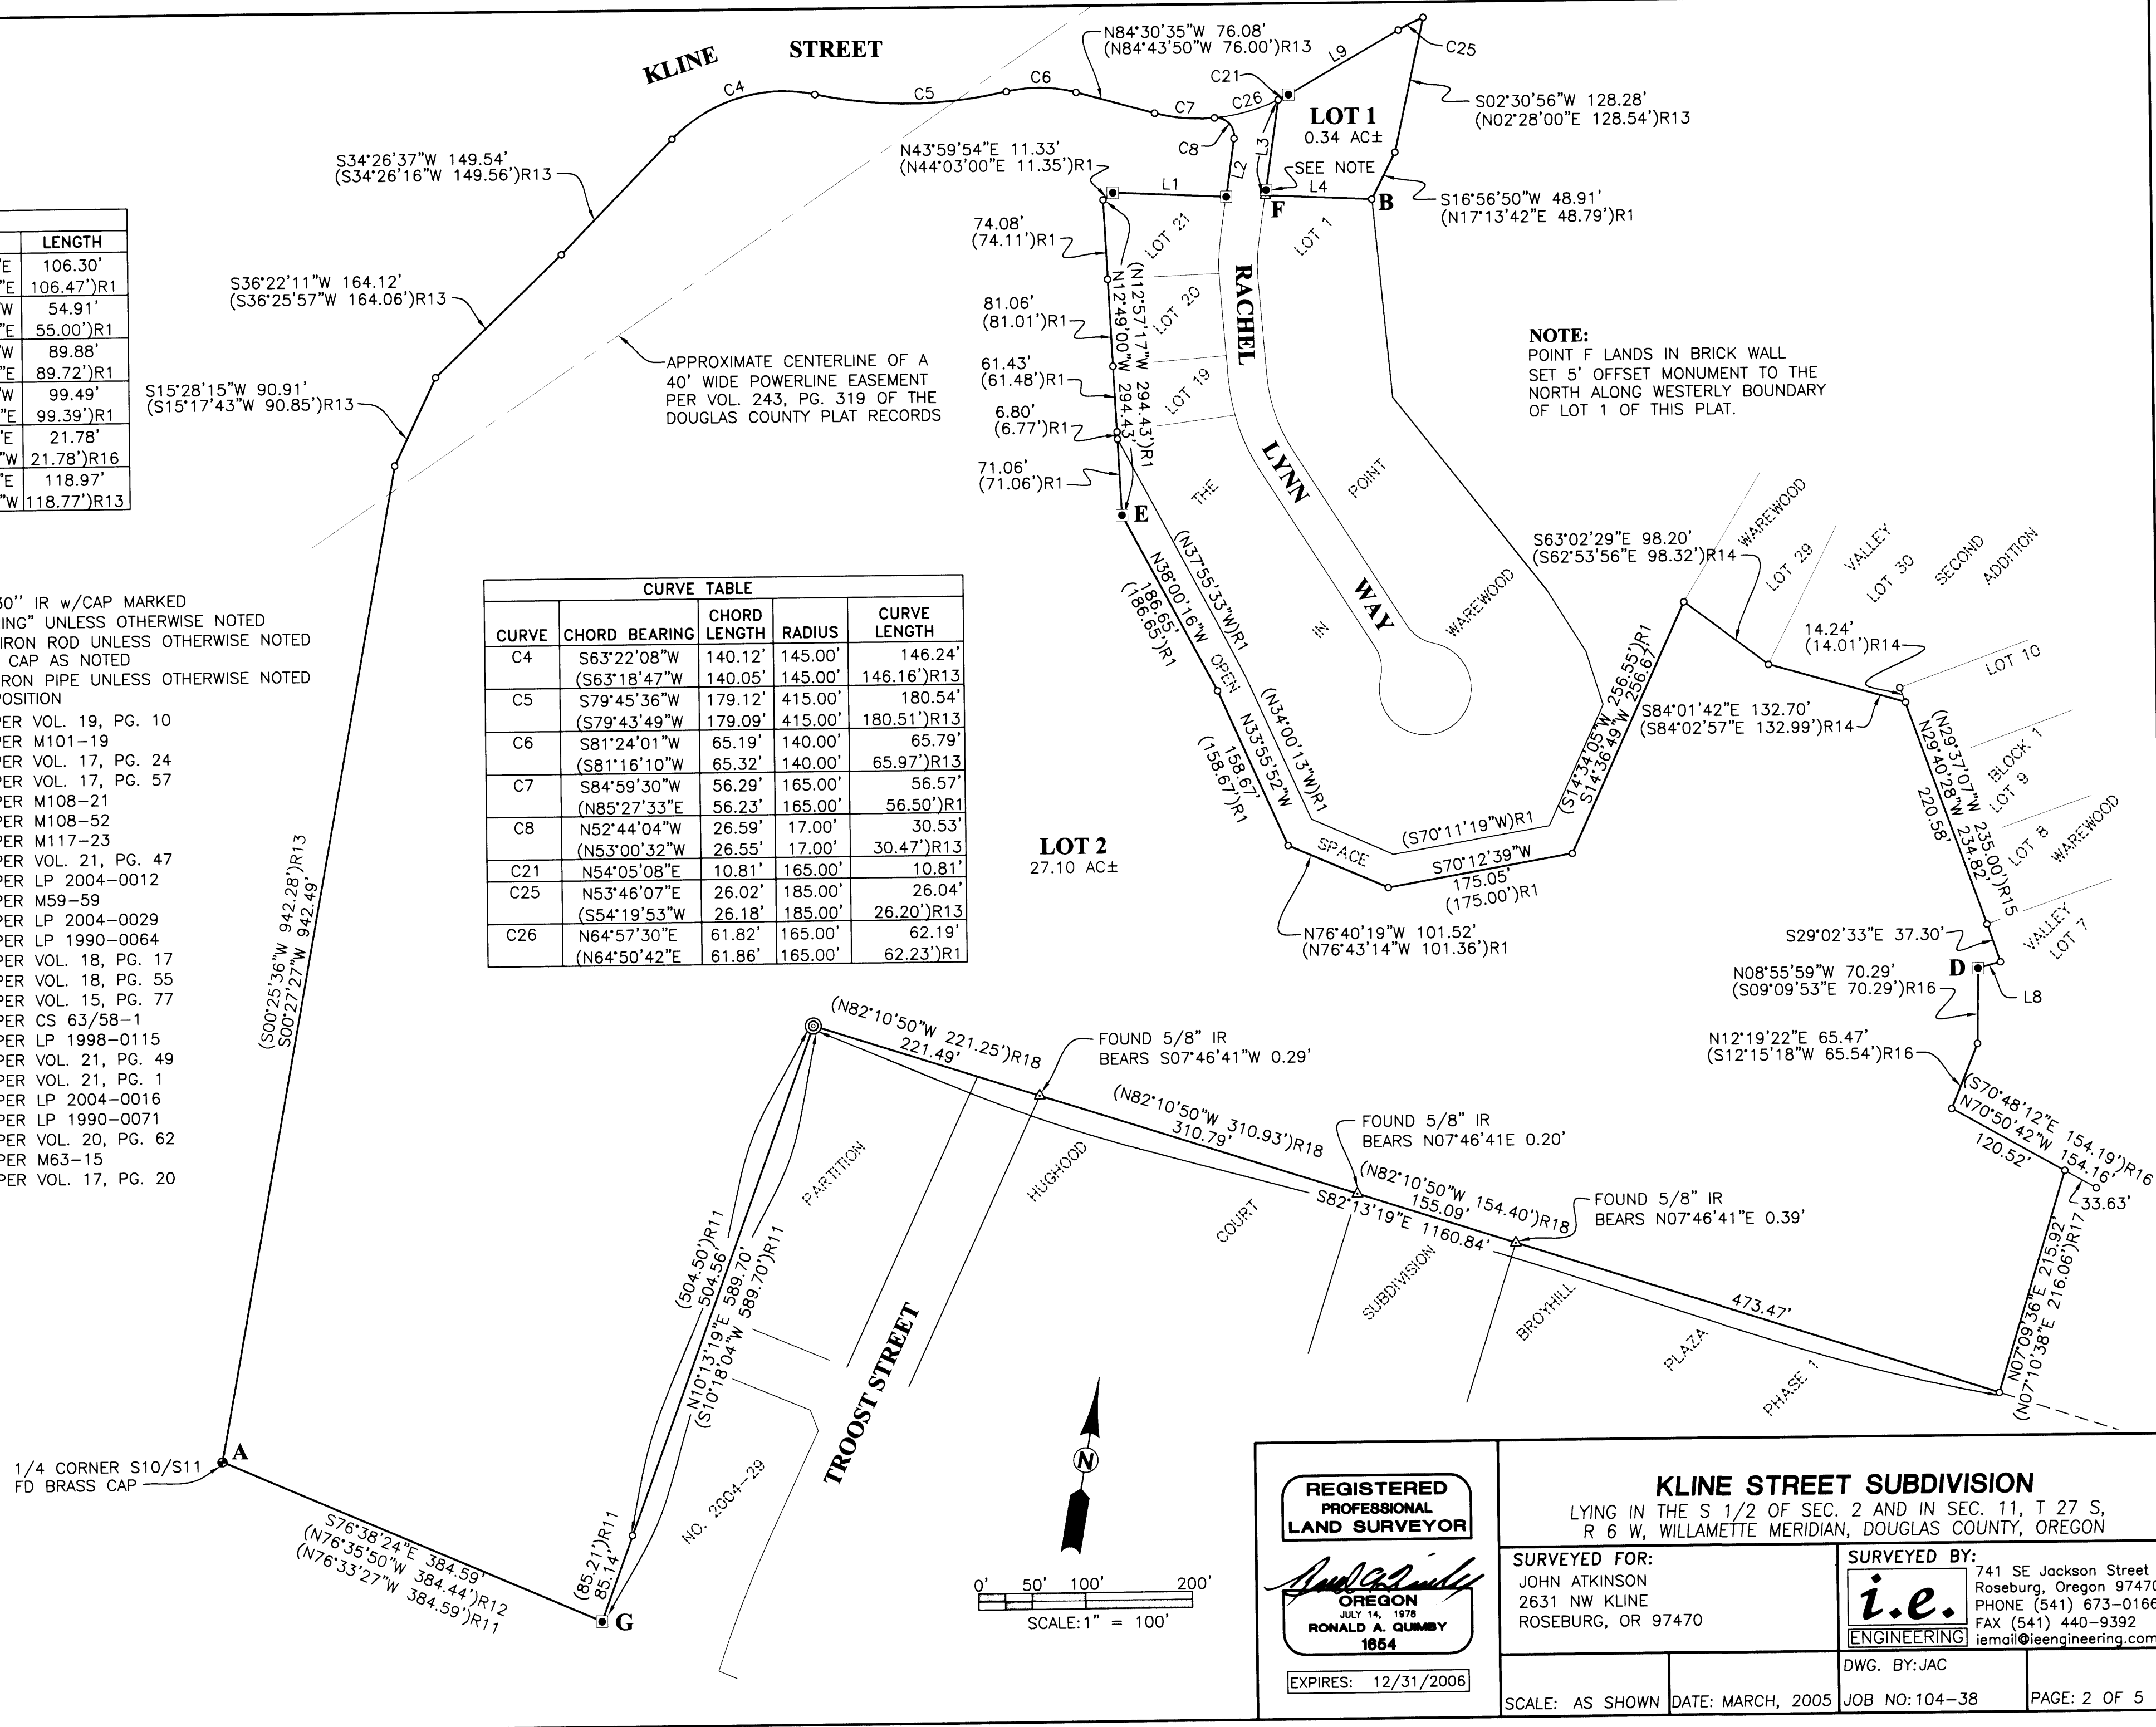 KLINE STREET
C4
C5
C6
C7
C8
C26
C21
L9
C25
N84°30'35"W 76.08'
(N84°43'50"W 76.00')R13
LOT 1
0.34 AC±
S02°30'56"W 128.28'
(N02°28'00"E 128.54')R13
S34°26'37"W 149.54'
(S34°26'16"W 149.56')R13
N43°59'54"E 11.33'
(N44°03'00"E 11.35')R1
L1
L2
L3
SEE NOTE
L4
F
B
S16°56'50"W 48.91'
(N17°13'42"E 48.79')R1
LENGTH
'E 106.30'
"E 106.47')R1
'W 54.91'
"E 55.00')R1
'W 89.88'
"E 89.72')R1
'W 99.49'
"E 99.39')R1
"E 21.78'
"W 21.78')R16
"E 118.97'
"W 118.77')R13
S36°22'11"W 164.12'
(S36°25'57"W 164.06')R13
S15°28'15"W 90.91'
(S15°17'43"W 90.85')R13
APPROXIMATE CENTERLINE OF A
40' WIDE POWERLINE EASEMENT
PER VOL. 243, PG. 319 OF THE
DOUGLAS COUNTY PLAT RECORDS
74.08'
(74.11')R1
81.06'
(81.01')R1
61.43'
(61.48')R1
6.80'
(6.77')R1
71.06'
(71.06')R1
(N12°57'17"W 294.43')R1
N12°49'00"W 294.43'
LOT 21
LOT 20
LOT 19
LOT 1
RACHEL LYNN WAY
THE POINT
IN WAREWOOD
E
NOTE:
POINT F LANDS IN BRICK WALL
SET 5' OFFSET MONUMENT TO THE
NORTH ALONG WESTERLY BOUNDARY
OF LOT 1 OF THIS PLAT.
30'' IR w/CAP MARKED
ING" UNLESS OTHERWISE NOTED
IRON ROD UNLESS OTHERWISE NOTED
CAP AS NOTED
IRON PIPE UNLESS OTHERWISE NOTED
POSITION
PER VOL. 19, PG. 10
PER M101-19
PER VOL. 17, PG. 24
PER VOL. 17, PG. 57
PER M108-21
PER M108-52
PER M117-23
PER VOL. 21, PG. 47
PER LP 2004-0012
PER M59-59
PER LP 2004-0029
PER LP 1990-0064
PER VOL. 18, PG. 17
PER VOL. 18, PG. 55
PER VOL. 15, PG. 77
PER CS 63/58-1
PER LP 1998-0115
PER VOL. 21, PG. 49
PER VOL. 21, PG. 1
PER LP 2004-0016
PER LP 1990-0071
PER VOL. 20, PG. 62
PER M63-15
PER VOL. 17, PG. 20
CURVE TABLE
CURVE CHORD BEARING CHORD LENGTH RADIUS CURVE LENGTH
C4 S63°22'08"W 140.12' 145.00' 146.24'
(S63°18'47"W 140.05' 145.00' 146.16')R13
C5 S79°45'36"W 179.12' 415.00' 180.54'
(S79°43'49"W 179.09' 415.00' 180.51')R13
C6 S81°24'01"W 65.19' 140.00' 65.79'
(S81°16'10"W 65.32' 140.00' 65.97')R13
C7 S84°59'30"W 56.29' 165.00' 56.57'
(N85°27'33"E 56.23' 165.00' 56.50')R1
C8 N52°44'04"W 26.59' 17.00' 30.53'
(N53°00'32"W 26.55' 17.00' 30.47')R13
C21 N54°05'08"E 10.81' 165.00' 10.81'
C25 N53°46'07"E 26.02' 185.00' 26.04'
(S54°19'53"W 26.18' 185.00' 26.20')R13
C26 N64°57'30"E 61.82' 165.00' 62.19'
(N64°50'42"E 61.86' 165.00' 62.23')R1
(N37°55'33"W)R1
N38°00'16"W
186.65'
(186.65')R1
OPEN SPACE
(N34°00'13"W)R1
N33°55'52"W
158.67'
(158.67')R1
LOT 2
27.10 AC±
(S70°11'19"W)R1
S70°12'39"W
175.05'
(175.00')R1
N76°40'19"W 101.52'
(N76°43'14"W 101.36')R1
(S14°34'05"W 256.55')R1
S14°36'49"W 256.67'
S63°02'29"E 98.20'
(S62°53'56"E 98.32')R14
WAREWOOD
LOT 29
VALLEY
LOT 30
SECOND
ADDITION
14.24'
(14.01')R14
LOT 10
S84°01'42"E 132.70'
(S84°02'57"E 132.99')R14
(N29°37'07"W 235.00')R15
N29°40'28"W 234.82'
220.58'
BLOCK 1
LOT 9
LOT 8
WAREWOOD
VALLEY
LOT 7
S29°02'33"E 37.30'
D
L8
N08°55'59"W 70.29'
(S09°09'53"E 70.29')R16
N12°19'22"E 65.47'
(S12°15'18"W 65.54')R16
(S70°48'12"E 154.19')R16
N70°50'42"W 154.16'
120.52'
33.63'
N07°09'36"E 215.92'
(N07°10'38"E 216.06')R17
(S00°25'36"W 942.28')R13
S00°27'27"W 942.49'
(N82°10'50"W 221.25')R18
221.49'
FOUND 5/8" IR
BEARS S07°46'41"W 0.29'
(N82°10'50"W 310.93')R18
310.79'
FOUND 5/8" IR
BEARS N07°46'41E 0.20'
(N82°10'50"W 154.40')R18
155.09'
FOUND 5/8" IR
BEARS N07°46'41"E 0.39'
S82°13'19"E 1160.84'
473.47'
PARTITION
NO. 2004-29
HUGHOOD
COURT
SUBDIVISION
BROYHILL
PLAZA
PHASE 1
TROOST STREET
(504.50')R11
504.56'
N10°13'19"E 589.70'
(S10°18'04"W 589.70')R11
(85.21')R11
85.14'
A
1/4 CORNER S10/S11
FD BRASS CAP
S76°38'24"E 384.59'
(N76°35'50"W 384.44')R12
(N76°33'27"W 384.59')R11
G
N
0' 50' 100' 200'
SCALE: 1" = 100'
REGISTERED
PROFESSIONAL
LAND SURVEYOR
OREGON
JULY 14, 1978
RONALD A. QUIMBY
1654
EXPIRES: 12/31/2006
KLINE STREET SUBDIVISION
LYING IN THE S 1/2 OF SEC. 2 AND IN SEC. 11, T 27 S,
R 6 W, WILLAMETTE MERIDIAN, DOUGLAS COUNTY, OREGON
SURVEYED FOR:
JOHN ATKINSON
2631 NW KLINE
ROSEBURG, OR 97470
SURVEYED BY:
i.e.
ENGINEERING
741 SE Jackson Street
Roseburg, Oregon 97470
PHONE (541) 673-0166
FAX (541) 440-9392
iemail@ieengineering.com
SCALE: AS SHOWN
DATE: MARCH, 2005
DWG. BY: JAC
JOB NO: 104-38
PAGE: 2 OF 5